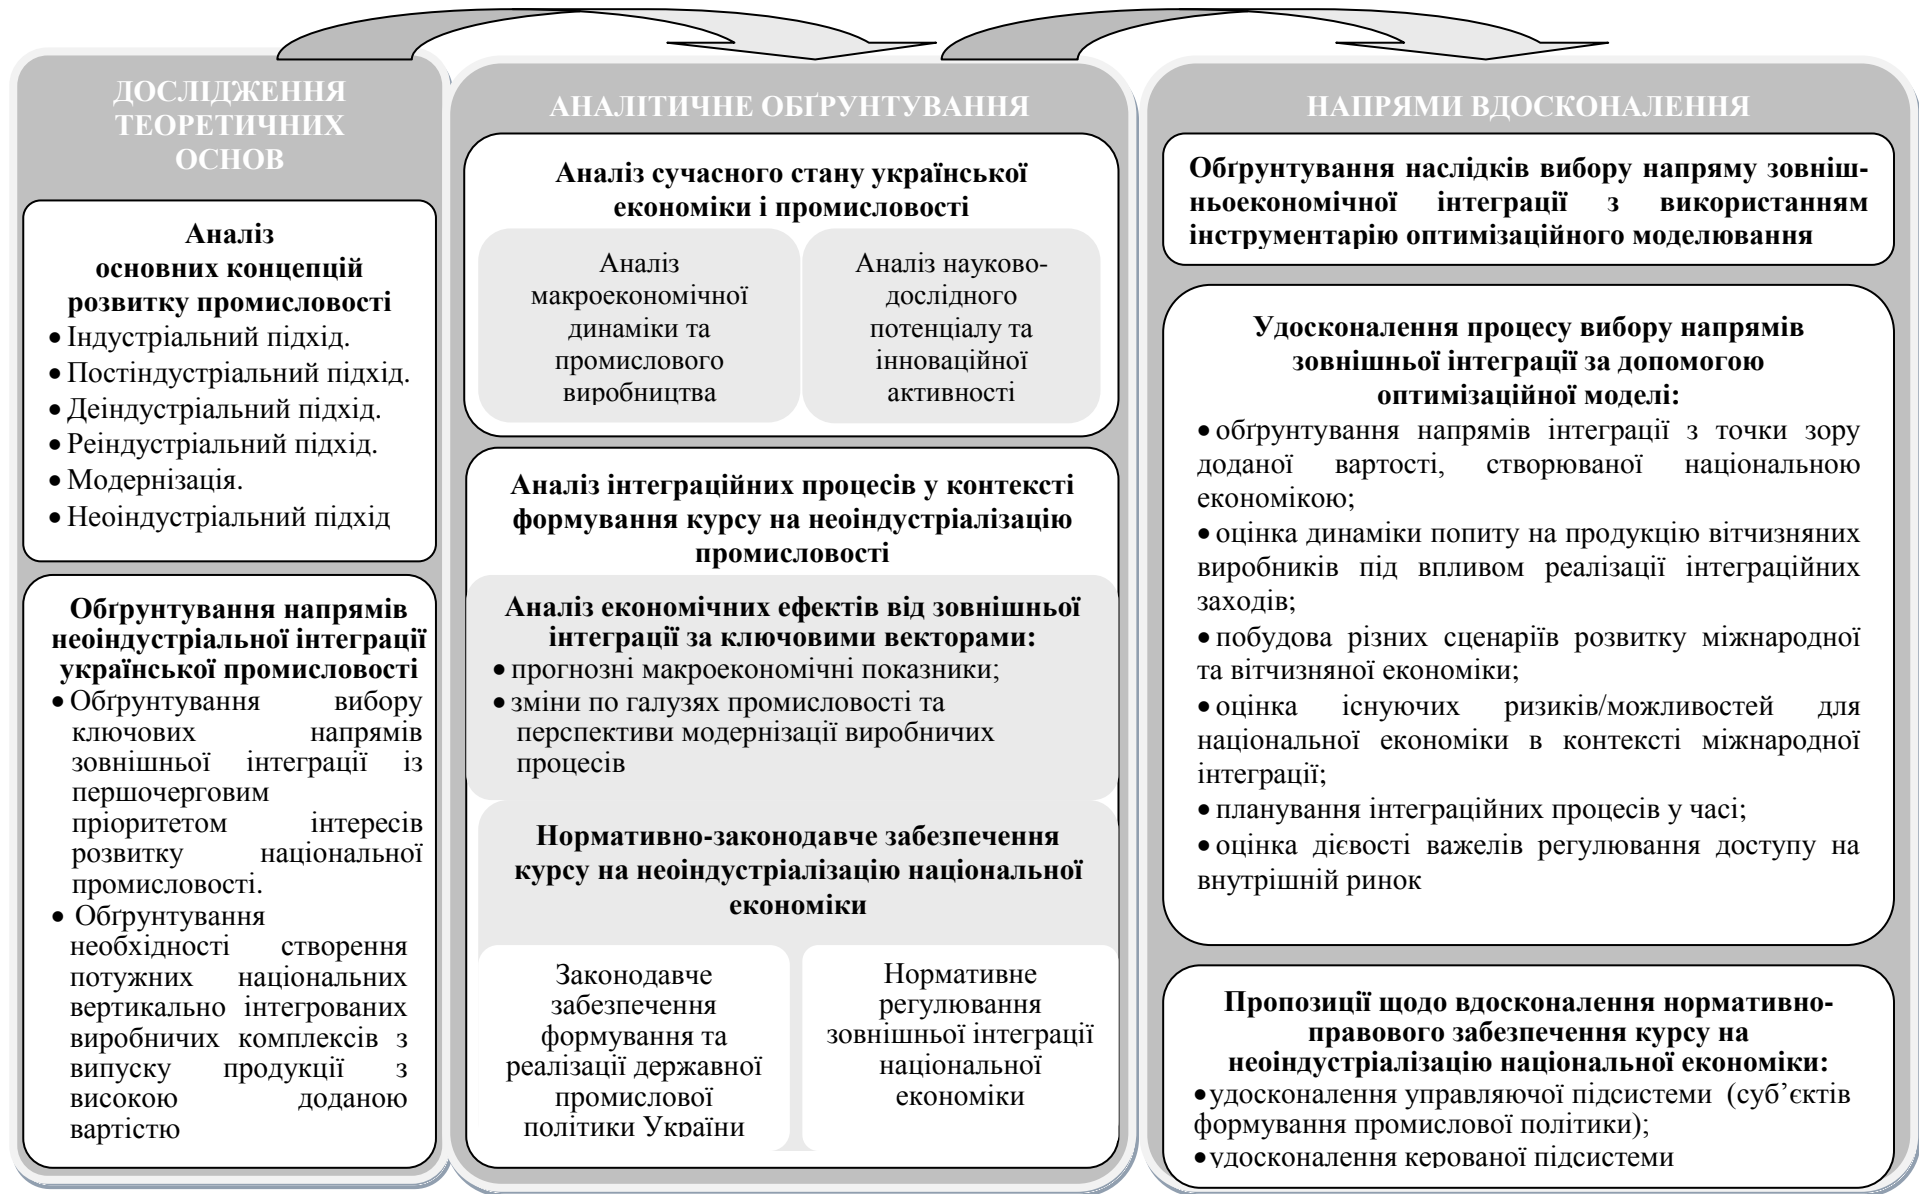 ДОСЛІДЖЕННЯ
ТЕОРЕТИЧНИХ
ОСНОВ
Аналіз
основних концепцій
розвитку промисловості
• Індустріальний підхід.
• Постіндустріальний підхід.
• Деіндустріальний підхід.
• Реіндустріальний підхід.
• Модернізація.
• Неоіндустріальний підхід
Обґрунтування напрямів
неоіндустріальної інтеграції
української промисловості
• Обґрунтування вибору
ключових напрямів
зовнішньої інтеграції із
першочерговим
пріоритетом інтересів
розвитку національної
промисловості.
• Обґрунтування
необхідності створення
потужних національних
вертикально інтегрованих
виробничих комплексів з
випуску продукції з
високою доданою
вартістю
АНАЛІТИЧНЕ ОБҐРУНТУВАННЯ
Аналіз сучасного стану української
економіки і промисловості
Аналіз
макроекономічної
динаміки та
промислового
виробництва
Аналіз науково-
дослідного
потенціалу та
інноваційної
активності
Аналіз інтеграційних процесів у контексті
формування курсу на неоіндустріалізацію
промисловості
Аналіз економічних ефектів від зовнішньої
інтеграції за ключовими векторами:
• прогнозні макроекономічні показники;
• зміни по галузях промисловості та
перспективи модернізації виробничих
процесів
Нормативно-законодавче забезпечення
курсу на неоіндустріалізацію національної
економіки
Законодавче
забезпечення
формування та
реалізації державної
промислової
політики України
Нормативне
регулювання
зовнішньої інтеграції
національної
економіки
НАПРЯМИ ВДОСКОНАЛЕННЯ
Обґрунтування наслідків вибору напряму зовніш-
ньоекономічної інтеграції з використанням
інструментарію оптимізаційного моделювання
Удосконалення процесу вибору напрямів
зовнішньої інтеграції за допомогою
оптимізаційної моделі:
• обґрунтування напрямів інтеграції з точки зору
доданої вартості, створюваної національною
економікою;
• оцінка динаміки попиту на продукцію вітчизняних
виробників під впливом реалізації інтеграційних
заходів;
• побудова різних сценаріїв розвитку міжнародної
та вітчизняної економіки;
• оцінка існуючих ризиків/можливостей для
національної економіки в контексті міжнародної
інтеграції;
• планування інтеграційних процесів у часі;
• оцінка дієвості важелів регулювання доступу на
внутрішній ринок
Пропозиції щодо вдосконалення нормативно-
правового забезпечення курсу на
неоіндустріалізацію національної економіки:
• удосконалення управляючої підсистеми (суб’єктів
формування промислової політики);
• удосконалення керованої підсистеми